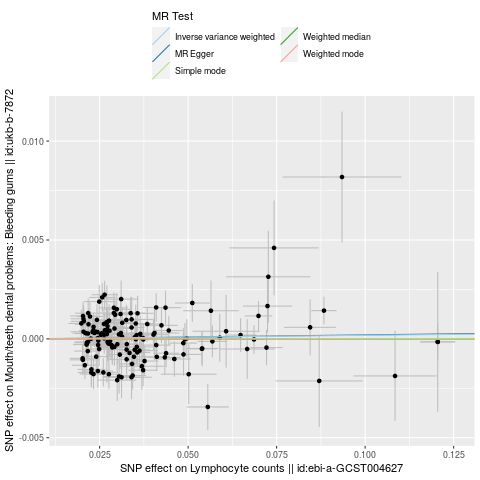 MR Test
Inverse variance weighted
Weighted median
MR Egger
Weighted mode
Simple mode
SNP effect on Mouth/teeth dental problems: Bleeding gums || id:ukb-b-7872
0.010
0.005
0.000
-0.005
0.025
0.050
0.075
0.100
0.125
SNP effect on Lymphocyte counts || id:ebi-a-GCST004627